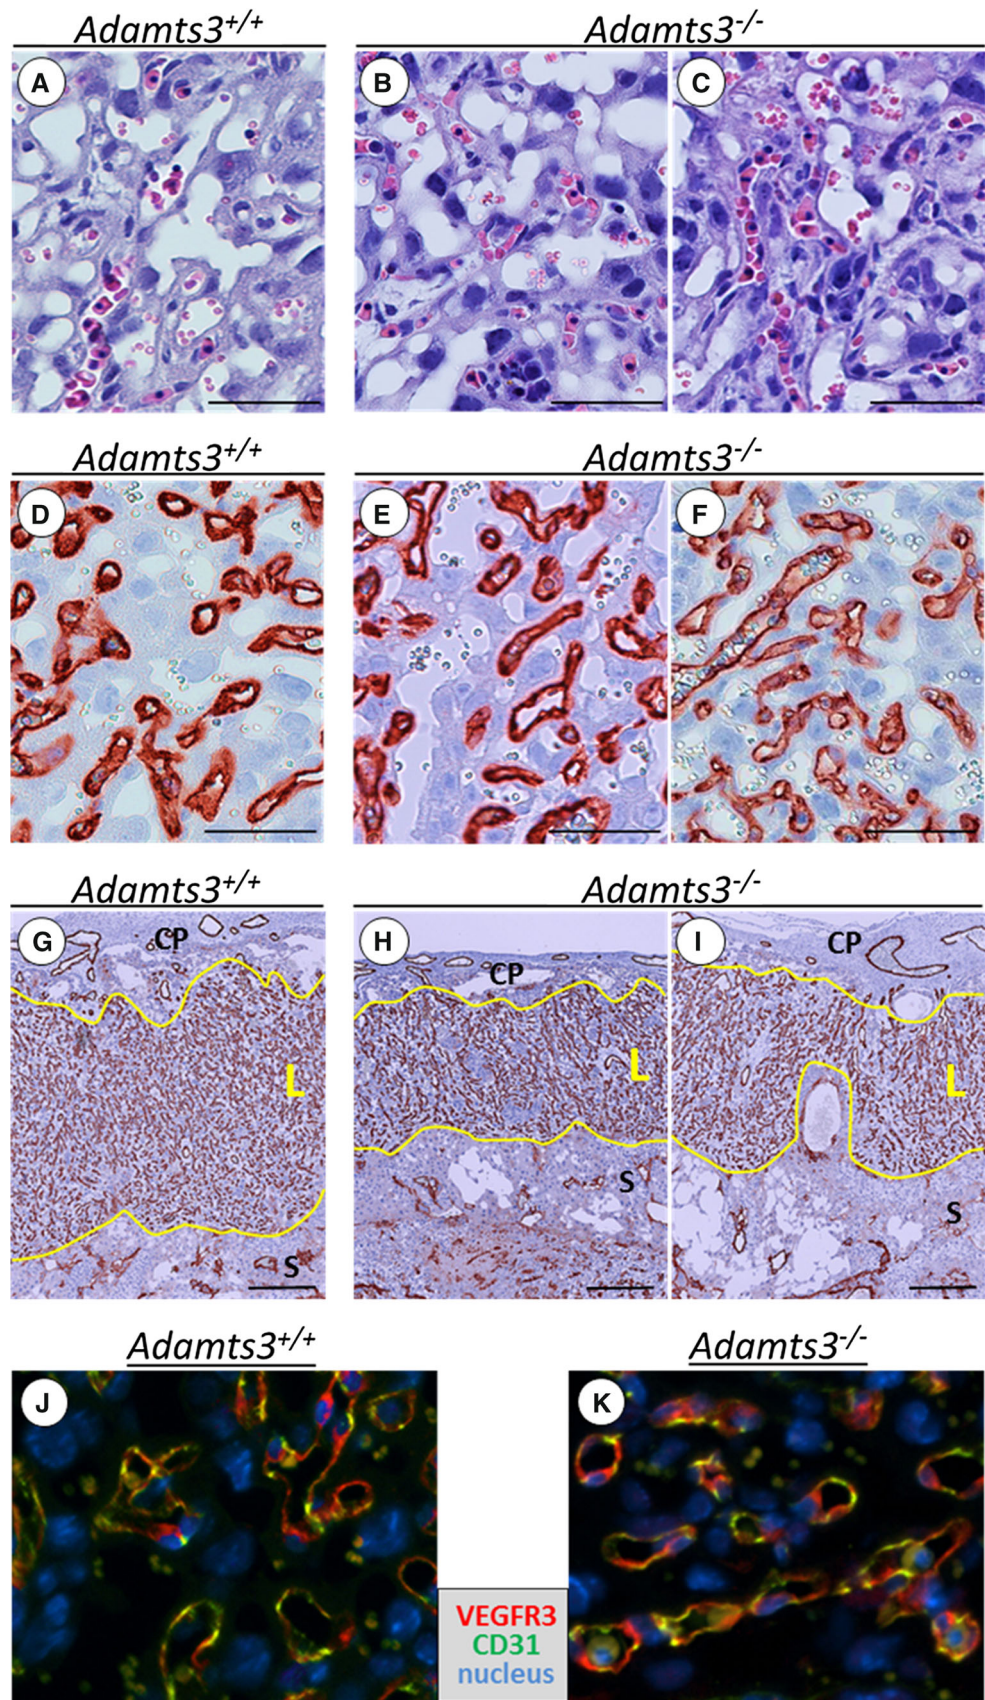 Adamts3+/+ Adamts3-/-
A B C
Adamts3+/+ Adamts3-/-
D E F
Adamts3+/+ Adamts3-/-
G CP H CP I CP
L L L
S S S
Adamts3+/+ Adamts3-/-
J K
VEGFR3
CD31
nucleus